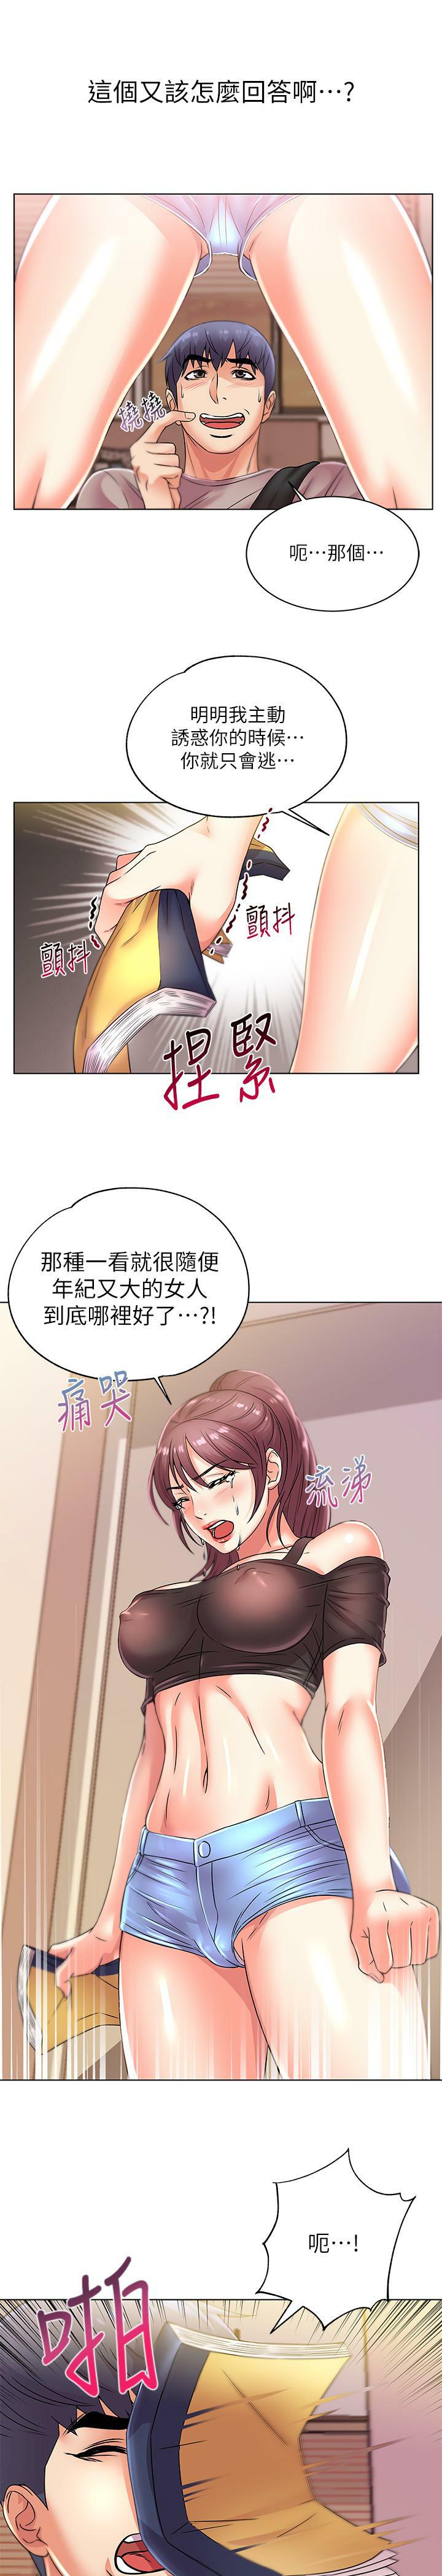 這個又該怎麼回答啊⋯?
撓撓
呃⋯那個⋯
明明我主動
誘惑你的時候⋯
你就只會逃⋯
顫抖
顫抖
捏緊
那種一看就很隨便
年紀又大的女人
到底哪裡好了⋯?!
痛哭
流涕
呃⋯!
啪